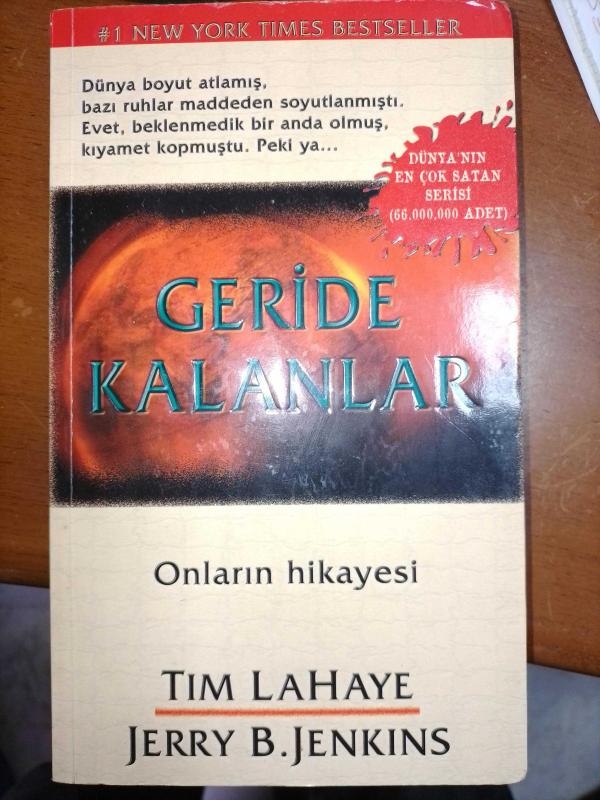 #1 NEW YORK TIMES BESTSELLER
Dünya boyut atlamış,
bazı ruhlar maddeden soyutlanmıştı.
Evet, beklenmedik bir anda olmuş,
kıyamet kopmuştu. Peki ya...
DÜNYA'NIN
EN ÇOK SATAN
SERİSİ
(66.000.000 ADET)
GERİDE
KALANLAR
Onların hikayesi
TIM LAHAYE
JERRY B.JENKINS